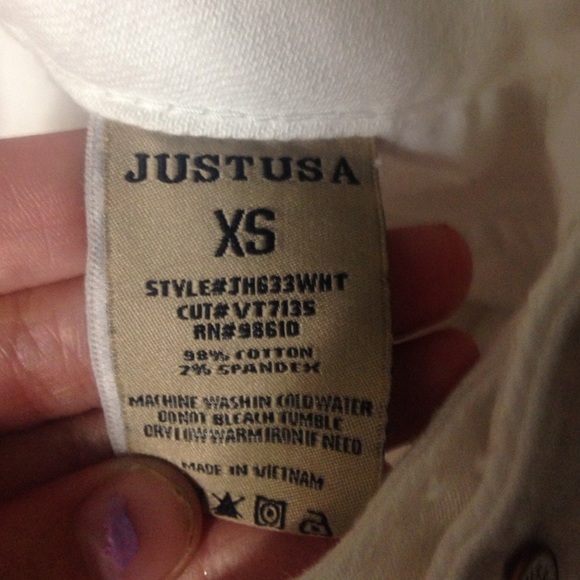 JUSTUSA
XS
STYLE#JH633WHT
CUT#VT7135
RN#98610
98% COTTON
2% SPANDEX
MACHINE WASH IN COLD WATER
DO NOT BLEACH TUMBLE
DRY LOW WARM IRON IF NEED
MADE IN VIETNAM